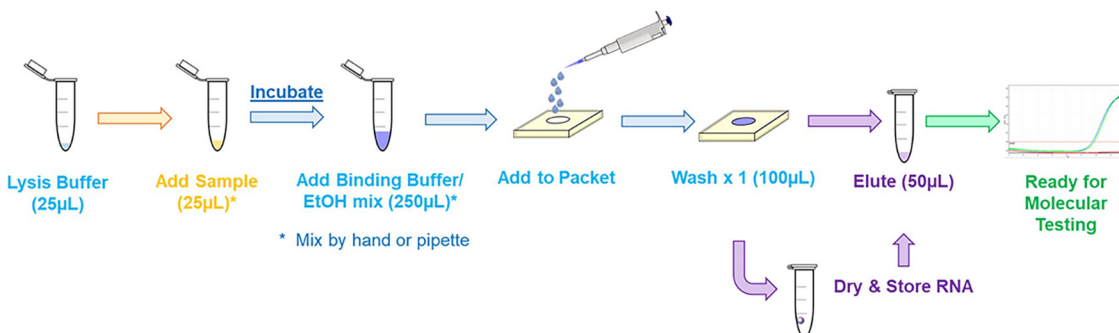 Incubate
Lysis Buffer
(25µL)
Add Sample
(25µL)*
Add Binding Buffer/
EtOH mix (250µL)*
Add to Packet
Wash x 1 (100µL)
Elute (50µL)
Ready for
Molecular
Testing
* Mix by hand or pipette
Dry & Store RNA